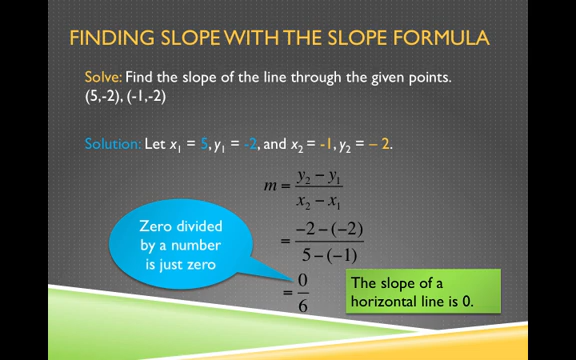 FINDING SLOPE WITH THE SLOPE FORMULA
Solve: Find the slope of the line through the given points.
(5,-2), (-1,-2)
Solution: Let x₁ = 5, y₁ = -2, and x₂ = -1, y₂ = – 2.
m = (y₂ − y₁)/(x₂ − x₁)
= (−2 − (−2))/(5 − (−1))
= 0/6
Zero divided
by a number
is just zero
The slope of a
horizontal line is 0.